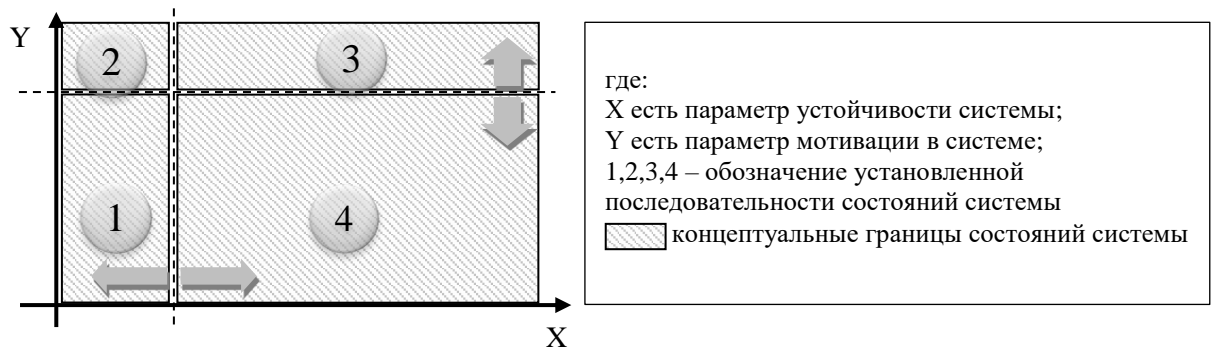 Y
2
3
1
4
X
где:
X есть параметр устойчивости системы;
Y есть параметр мотивации в системе;
1,2,3,4 – обозначение установленной
последовательности состояний системы
концептуальные границы состояний системы